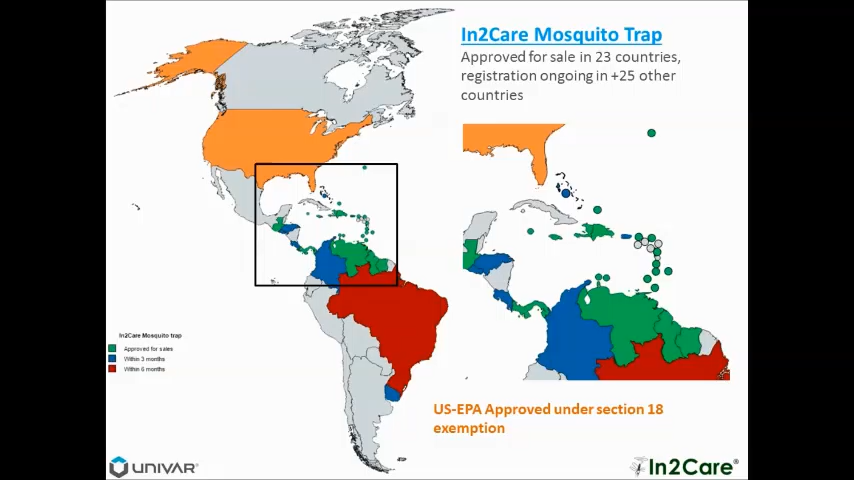 In2Care Mosquito Trap
Approved for sale in 23 countries,
registration ongoing in +25 other
countries
In2Care Mosquito trap
Approved for sales
Within 3 months
Within 6 months
US-EPA Approved under section 18
exemption
UNIVAR®
In2Care®